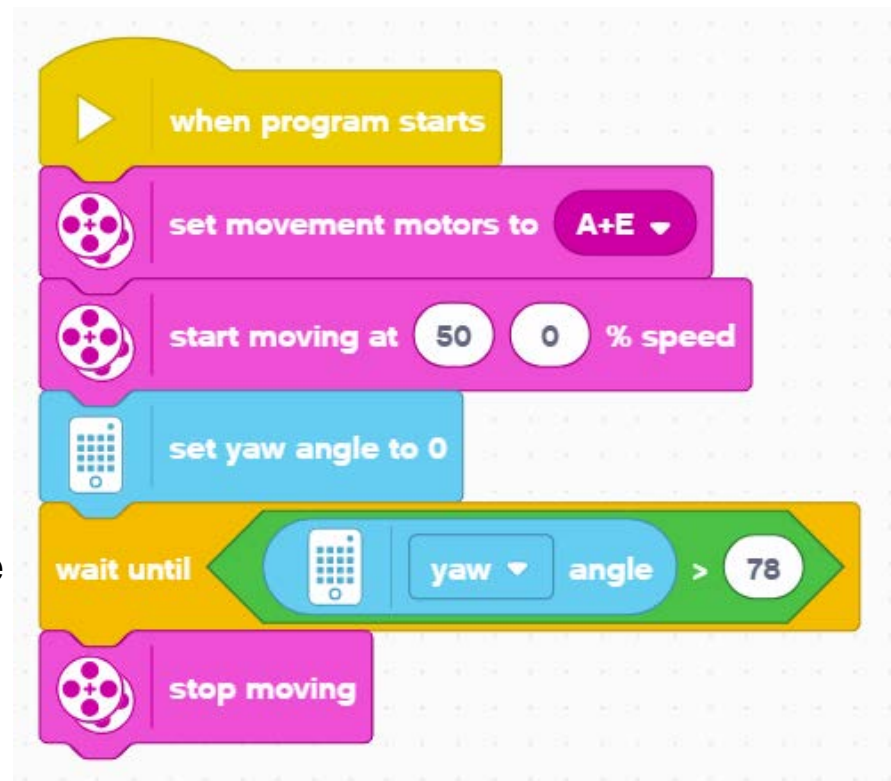 when program starts
set movement motors to A+E
start moving at 50 0 % speed
set yaw angle to 0
e
wait until yaw angle > 78
stop moving